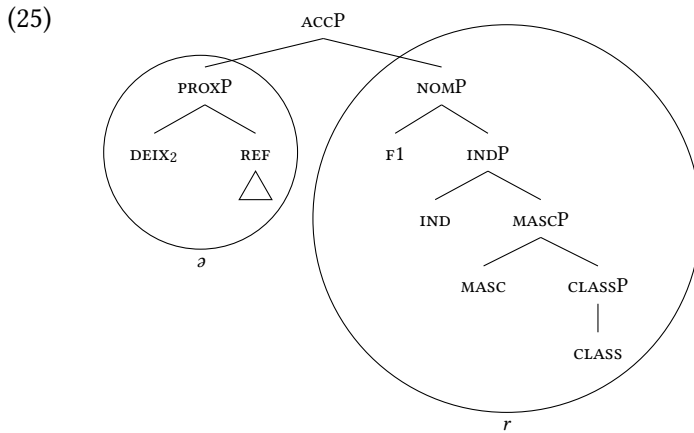 (25)
ACCP
PROXP NOMP
DEIX₂ REF F1 INDP
IND MASCP
ə
MASC CLASSP
CLASS
r